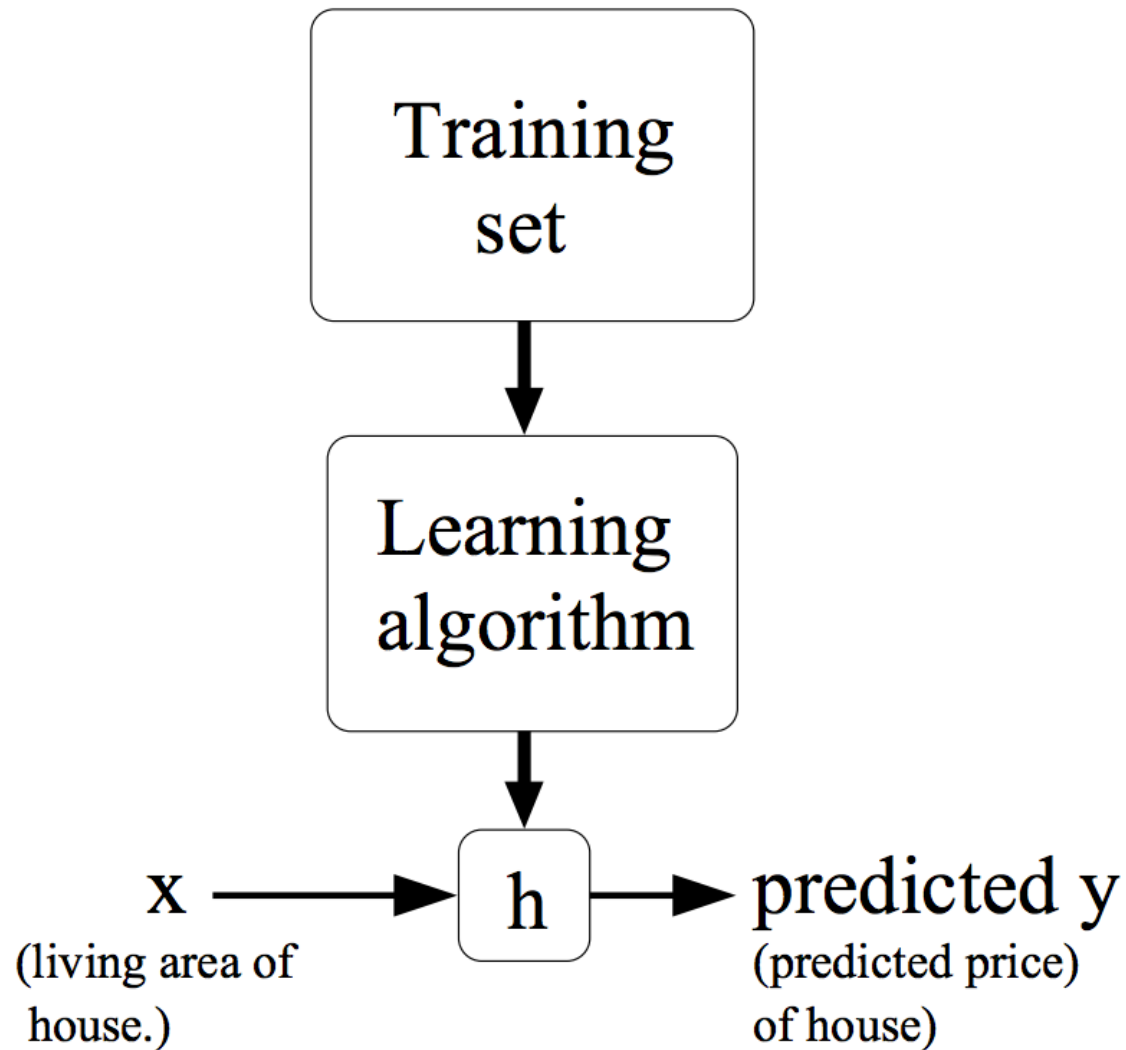 Training
set
Learning
algorithm
x
h
predicted y
(living area of
house.)
(predicted price)
of house)